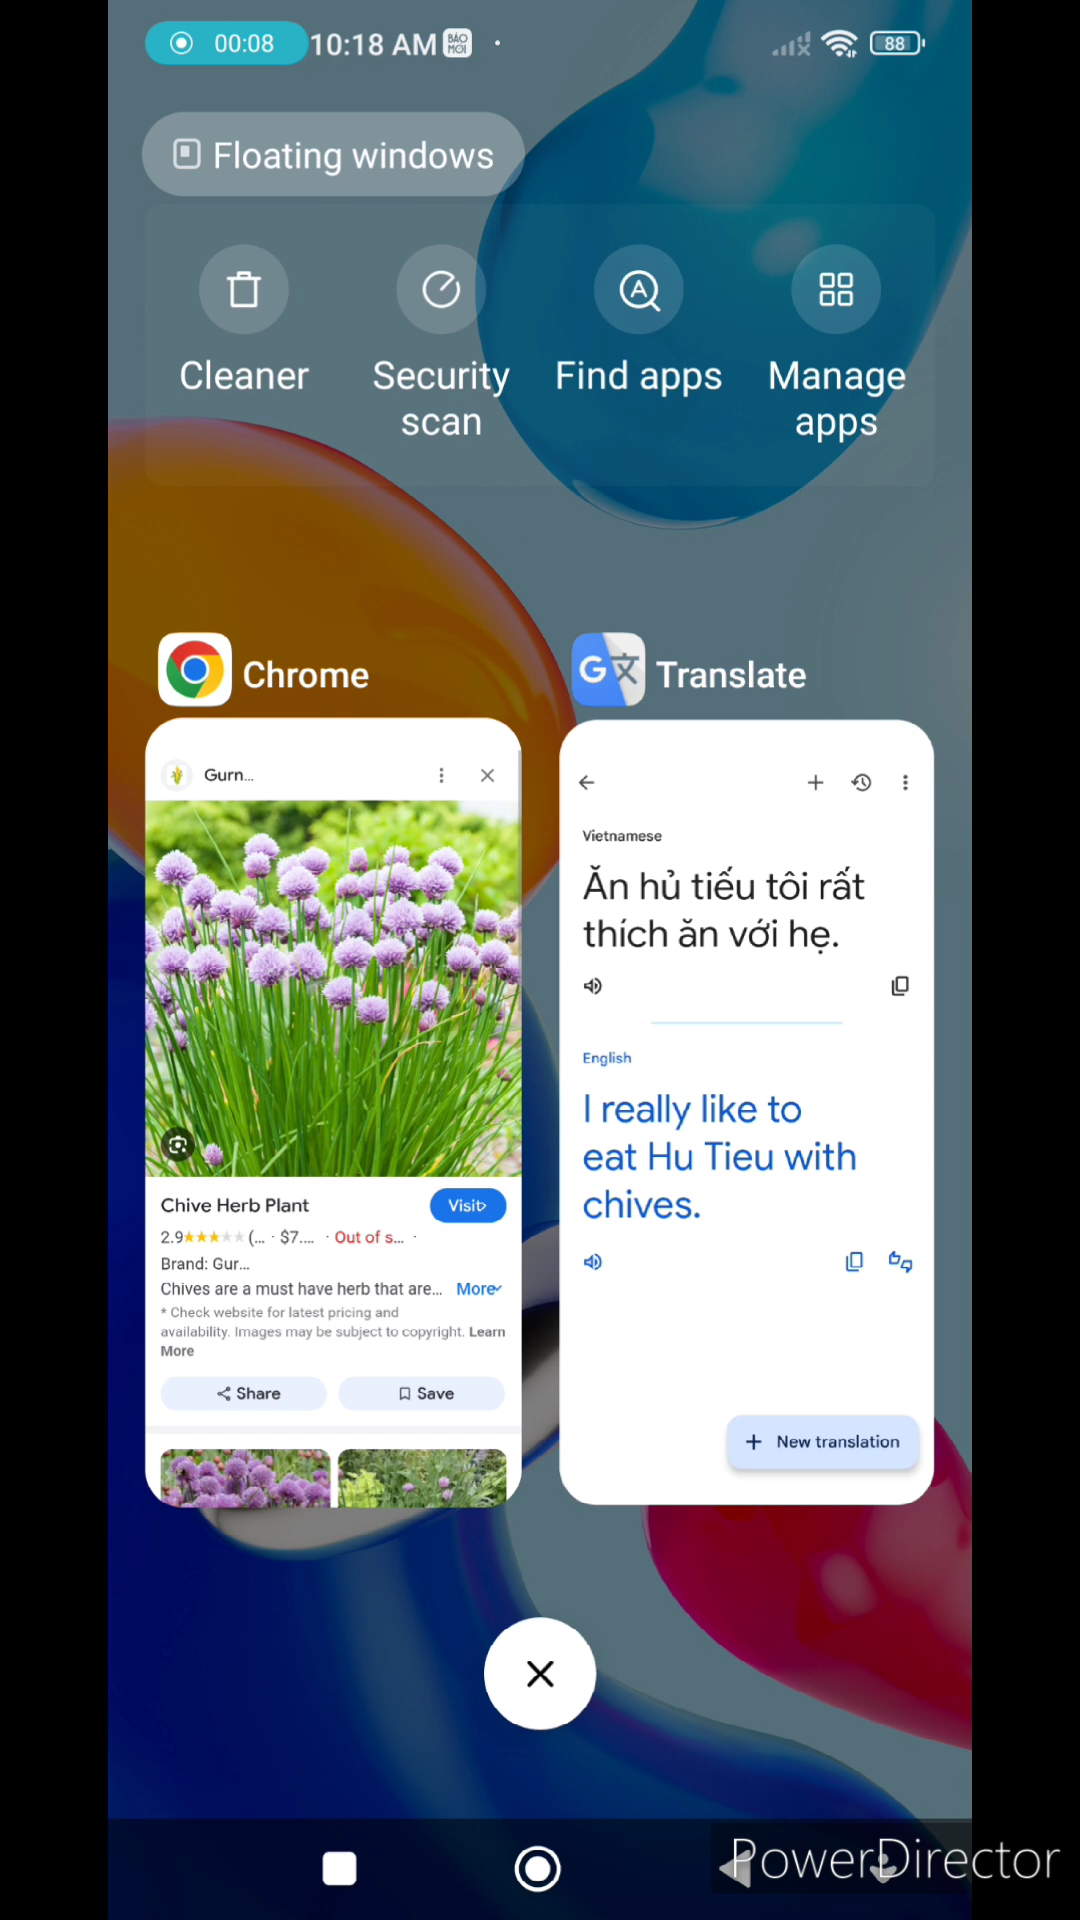 00:08 10:18 AM BÁO MỚI 88
Floating windows
Cleaner
Security scan
Find apps
Manage apps
Chrome
Gurn...
Chive Herb Plant
Visit
2.9 (... · $7.... · Out of s... ·
Brand: Gur...
Chives are a must have herb that are... More
* Check website for latest pricing and
availability. Images may be subject to copyright. Learn
More
Share
Save
Translate
Vietnamese
Ăn hủ tiếu tôi rất
thích ăn với hẹ.
English
I really like to
eat Hu Tieu with
chives.
New translation
PowerDirector